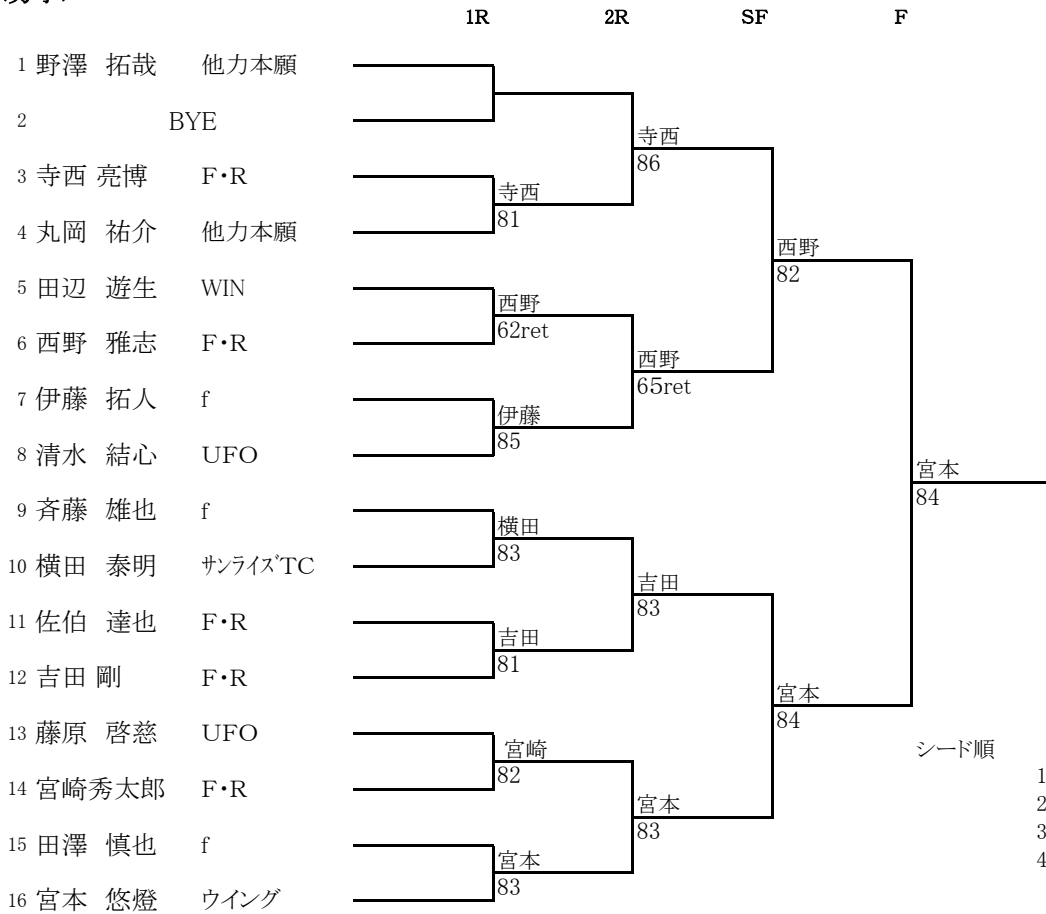 1R 2R SF F
1 野澤 拓哉 他力本願
2 BYE
寺西
86
3 寺西 亮博 F・R
寺西
81
4 丸岡 祐介 他力本願
西野
82
5 田辺 遊生 WIN
西野
62ret
6 西野 雅志 F・R
西野
65ret
7 伊藤 拓人 f
伊藤
85
8 清水 結心 UFO
宮本
84
9 斉藤 雄也 f
横田
83
10 横田 泰明 サンライズTC
吉田
83
11 佐伯 達也 F・R
吉田
81
12 吉田 剛 F・R
宮本
84
13 藤原 啓慈 UFO
宮崎
82
シード順
14 宮崎秀太郎 F・R
1
2
宮本
83
3
15 田澤 慎也 f
4
宮本
83
16 宮本 悠燈 ウイング